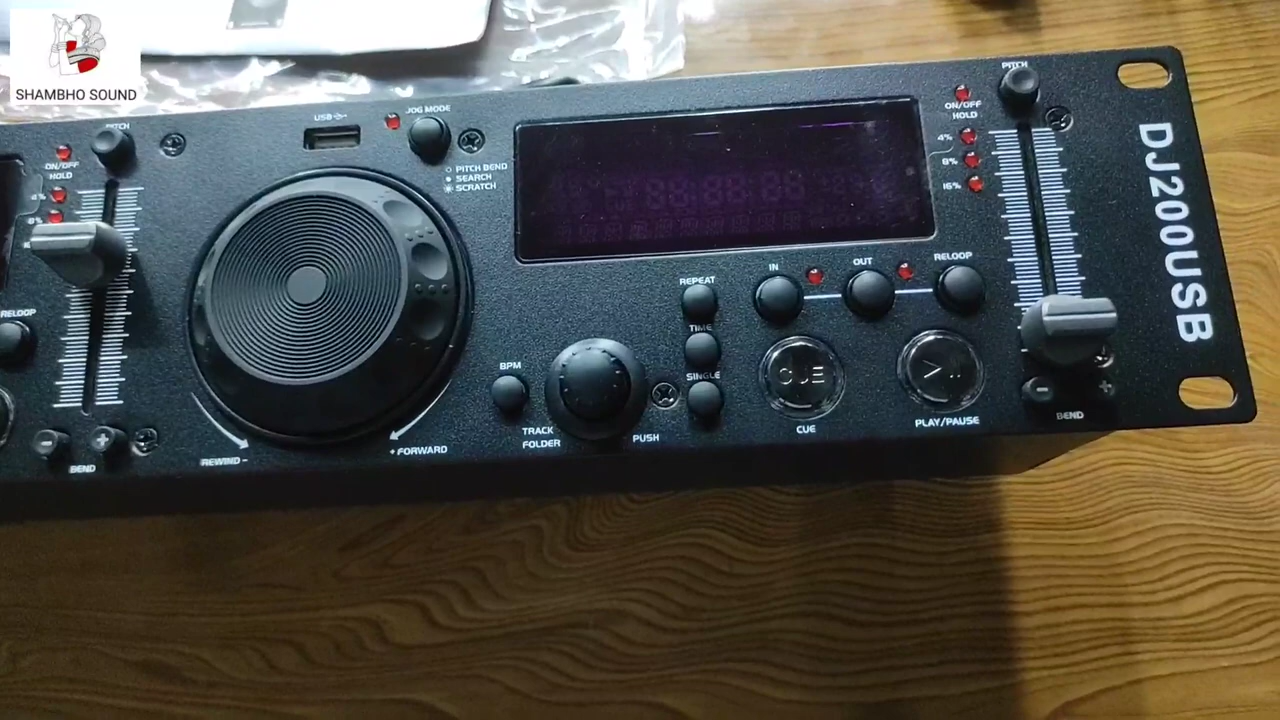 SHAMBHO SOUND
PITCH
ON/OFF
HOLD
4%
8%
RELOOP
BEND
USB
JOG MODE
PITCH BEND
SEARCH
SCRATCH
REWIND -
+ FORWARD
BPM
TRACK
FOLDER
PUSH
REPEAT
TIME
SINGLE
IN
OUT
RELOOP
CUE
CUE
PLAY/PAUSE
PITCH
ON/OFF
HOLD
4%
8%
16%
- +
BEND
DJ200USB